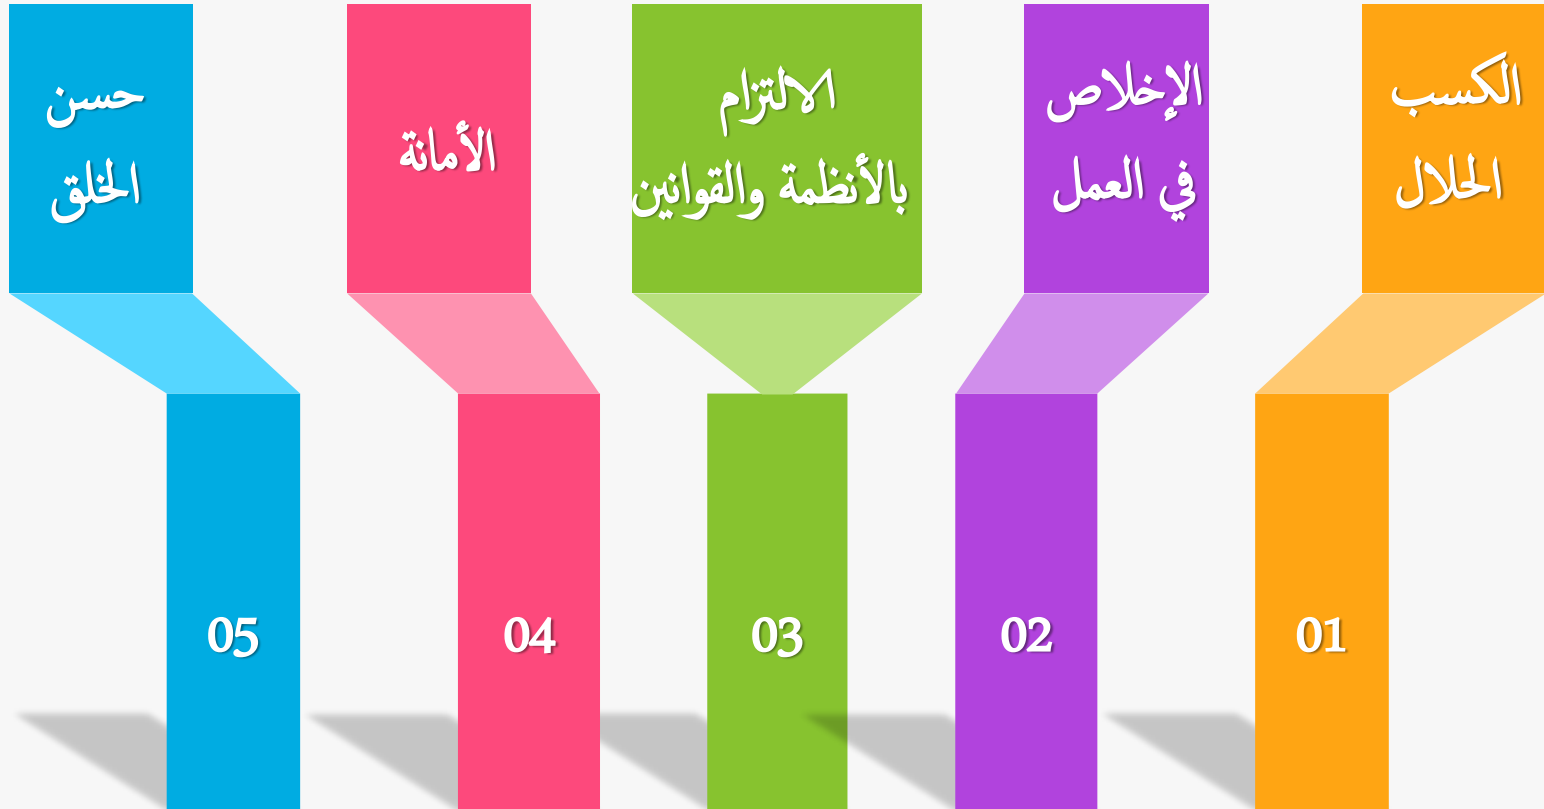 الكسب
الحلال
01
الإخلاص
في العمل
02
الالتزام
بالأنظمة والقوانين
03
الأمانة
04
حسن
الخلق
05